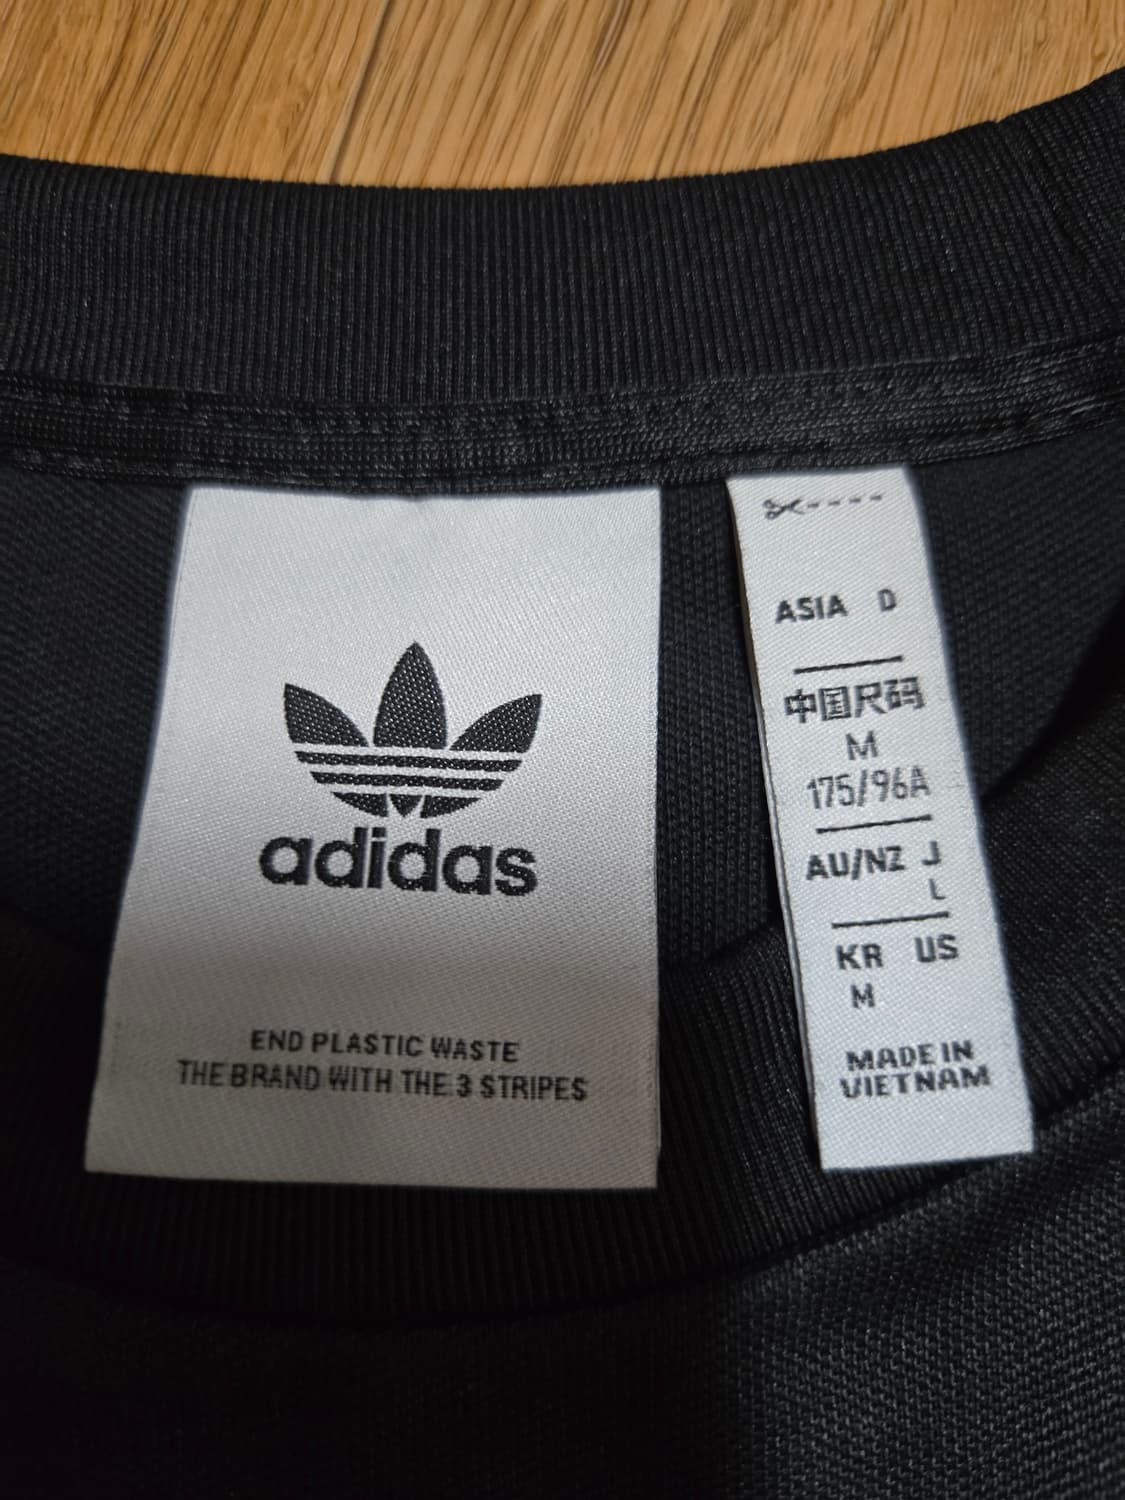 adidas
END PLASTIC WASTE
THE BRAND WITH THE 3 STRIPES
ASIA D
中国尺码
M
175/96A
AU/NZ J
L
KR US
M
MADE IN
VIETNAM